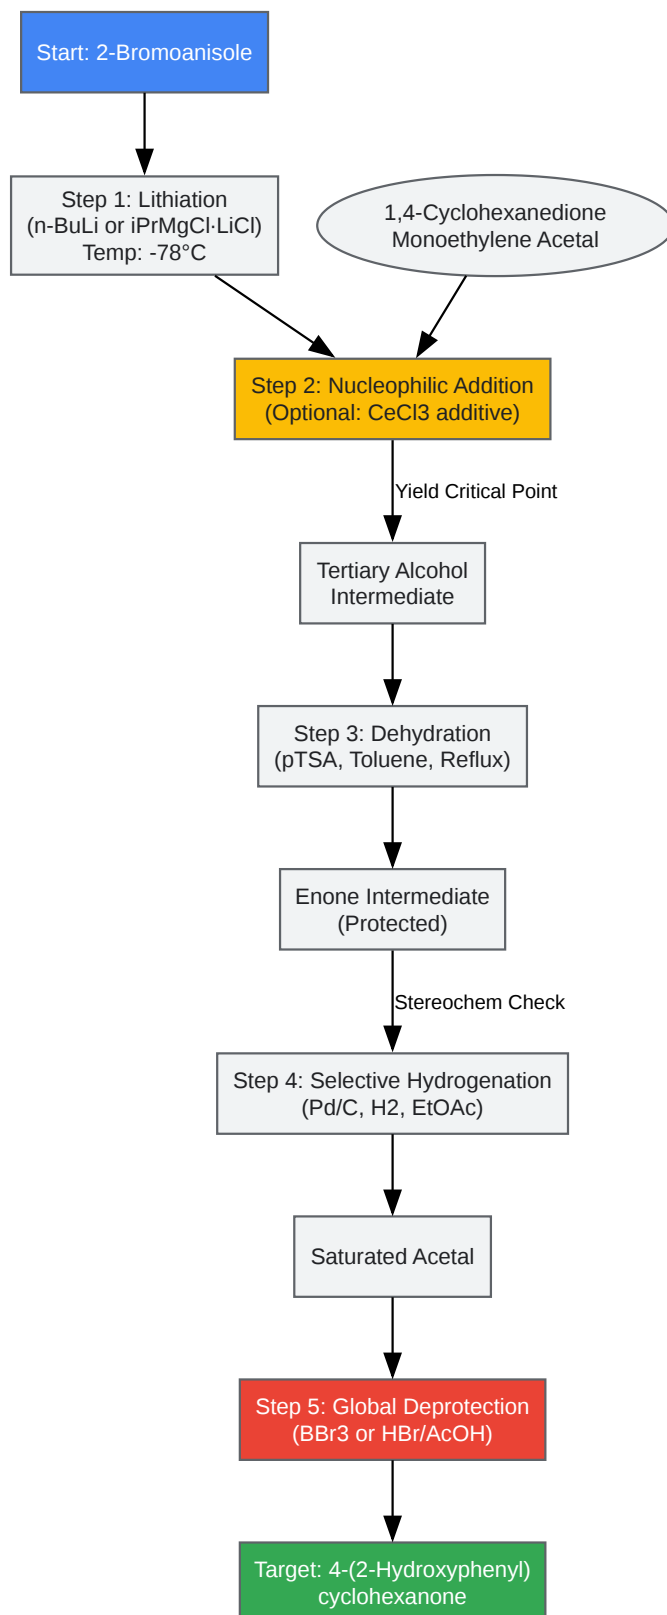 Start: 2-Bromoanisole
Step 1: Lithiation
(n-BuLi or iPrMgCl·LiCl)
Temp: -78°C
1,4-Cyclohexanedione
Monoethylene Acetal
Step 2: Nucleophilic Addition
(Optional: CeCl3 additive)
Yield Critical Point
Tertiary Alcohol
Intermediate
Step 3: Dehydration
(pTSA, Toluene, Reflux)
Enone Intermediate
(Protected)
Stereochem Check
Step 4: Selective Hydrogenation
(Pd/C, H2, EtOAc)
Saturated Acetal
Step 5: Global Deprotection
(BBr3 or HBr/AcOH)
Target: 4-(2-Hydroxyphenyl)
cyclohexanone